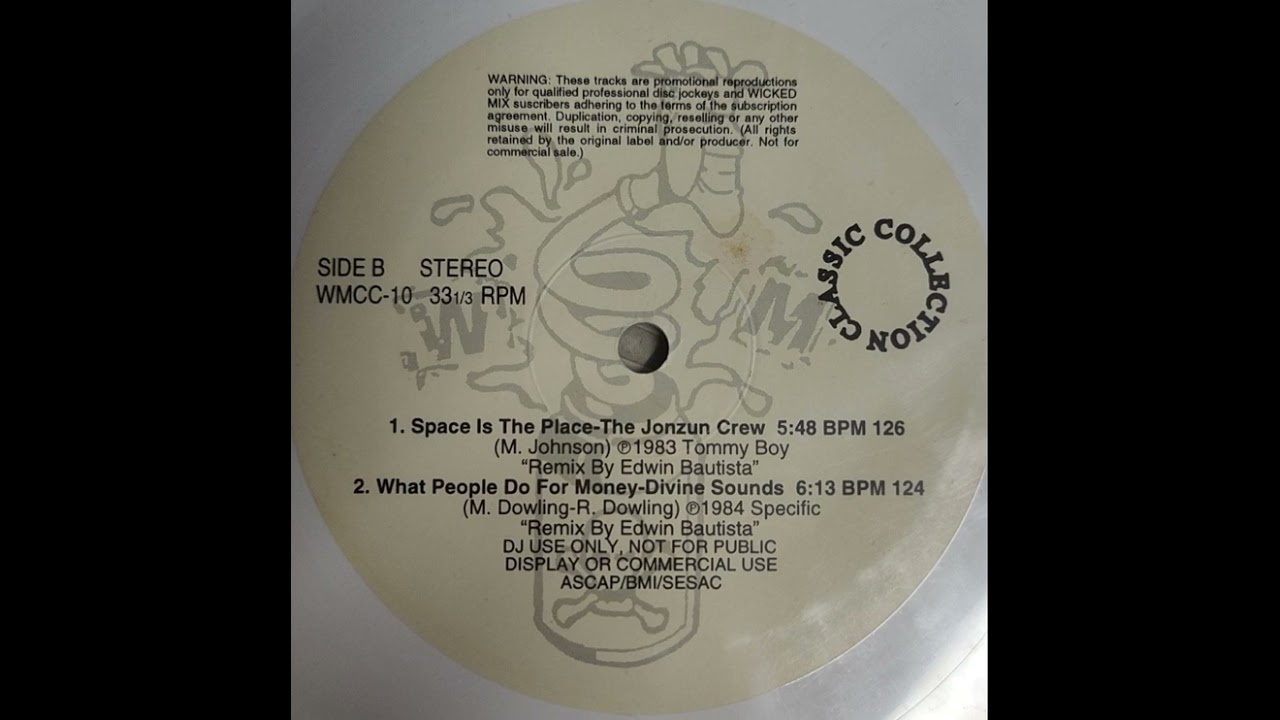 WARNING: These tracks are promotional reproductions
only for qualified professional disc jockeys and WICKED
MIX suscribers adhering to the terms of the subscription
agreement. Duplication, copying, reselling or any other
misuse will result in criminal prosecution. (All rights
retained by the original label and/or producer. Not for
commercial sale.)
SIDE B STEREO
WMCC-10 33 1/3 RPM
W M
CLASSIC COLLECTION
1. Space Is The Place-The Jonzun Crew 5:48 BPM 126
(M. Johnson) ℗1983 Tommy Boy
“Remix By Edwin Bautista”
2. What People Do For Money-Divine Sounds 6:13 BPM 124
(M. Dowling-R. Dowling) ℗1984 Specific
“Remix By Edwin Bautista”
DJ USE ONLY, NOT FOR PUBLIC
DISPLAY OR COMMERCIAL USE
ASCAP/BMI/SESAC